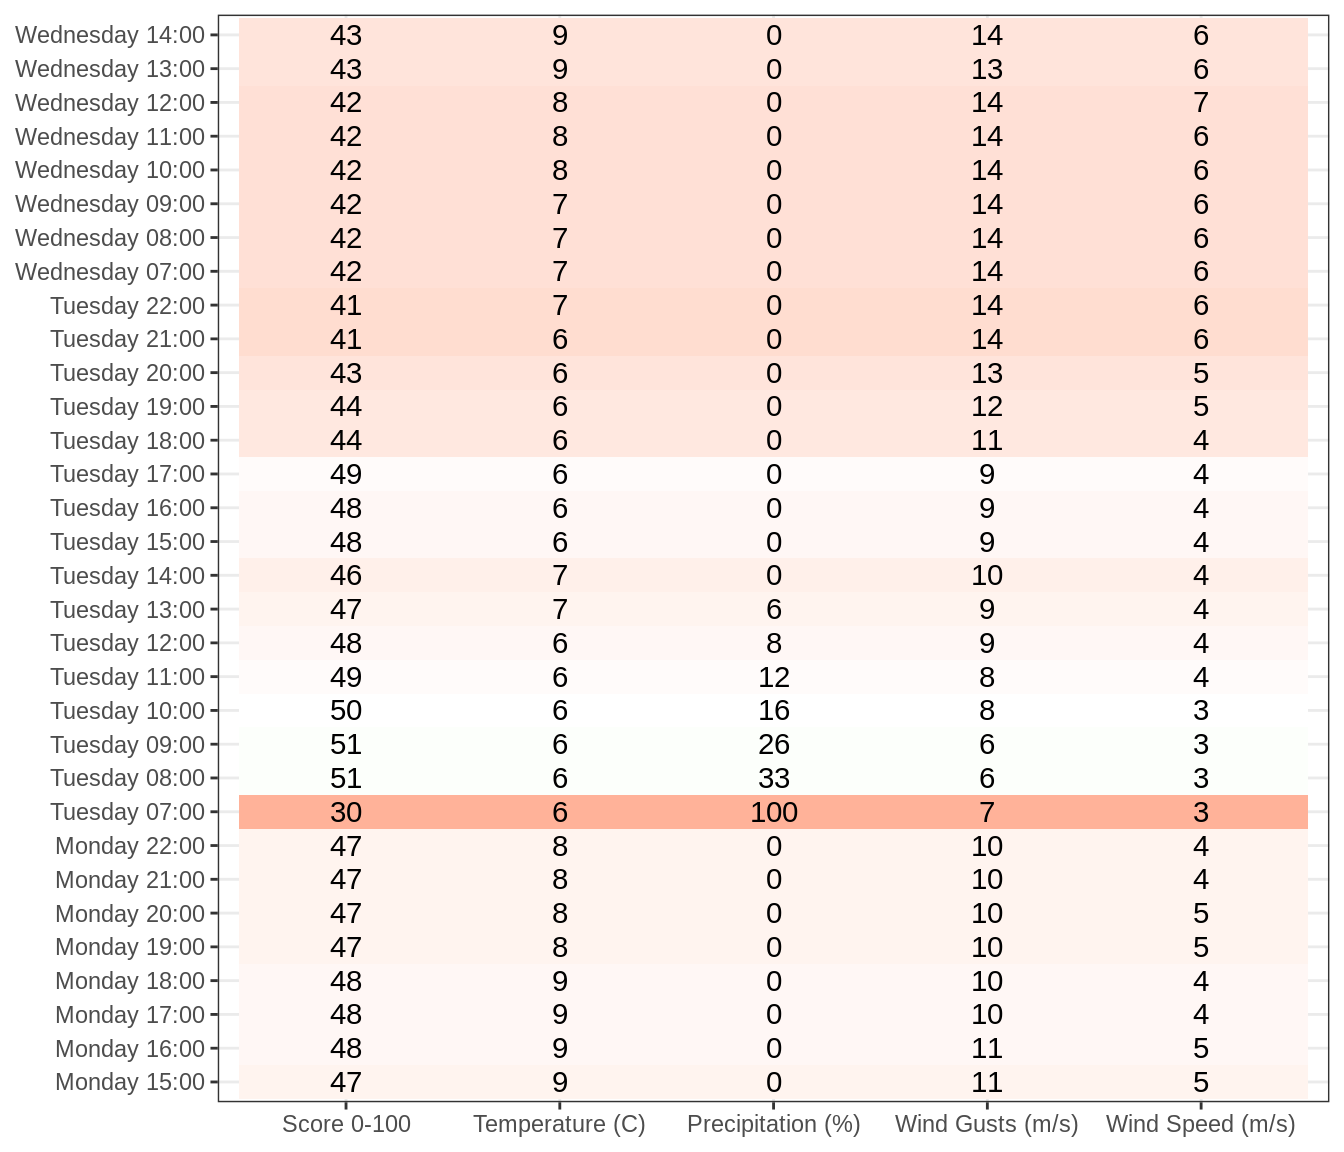 Wednesday 14:00 43 9 0 14 6
Wednesday 13:00 43 9 0 13 6
Wednesday 12:00 42 8 0 14 7
Wednesday 11:00 42 8 0 14 6
Wednesday 10:00 42 8 0 14 6
Wednesday 09:00 42 7 0 14 6
Wednesday 08:00 42 7 0 14 6
Wednesday 07:00 42 7 0 14 6
Tuesday 22:00 41 7 0 14 6
Tuesday 21:00 41 6 0 14 6
Tuesday 20:00 43 6 0 13 5
Tuesday 19:00 44 6 0 12 5
Tuesday 18:00 44 6 0 11 4
Tuesday 17:00 49 6 0 9 4
Tuesday 16:00 48 6 0 9 4
Tuesday 15:00 48 6 0 9 4
Tuesday 14:00 46 7 0 10 4
Tuesday 13:00 47 7 6 9 4
Tuesday 12:00 48 6 8 9 4
Tuesday 11:00 49 6 12 8 4
Tuesday 10:00 50 6 16 8 3
Tuesday 09:00 51 6 26 6 3
Tuesday 08:00 51 6 33 6 3
Tuesday 07:00 30 6 100 7 3
Monday 22:00 47 8 0 10 4
Monday 21:00 47 8 0 10 4
Monday 20:00 47 8 0 10 5
Monday 19:00 47 8 0 10 5
Monday 18:00 48 9 0 10 4
Monday 17:00 48 9 0 10 4
Monday 16:00 48 9 0 11 5
Monday 15:00 47 9 0 11 5
Score 0-100 Temperature (C) Precipitation (%) Wind Gusts (m/s) Wind Speed (m/s)